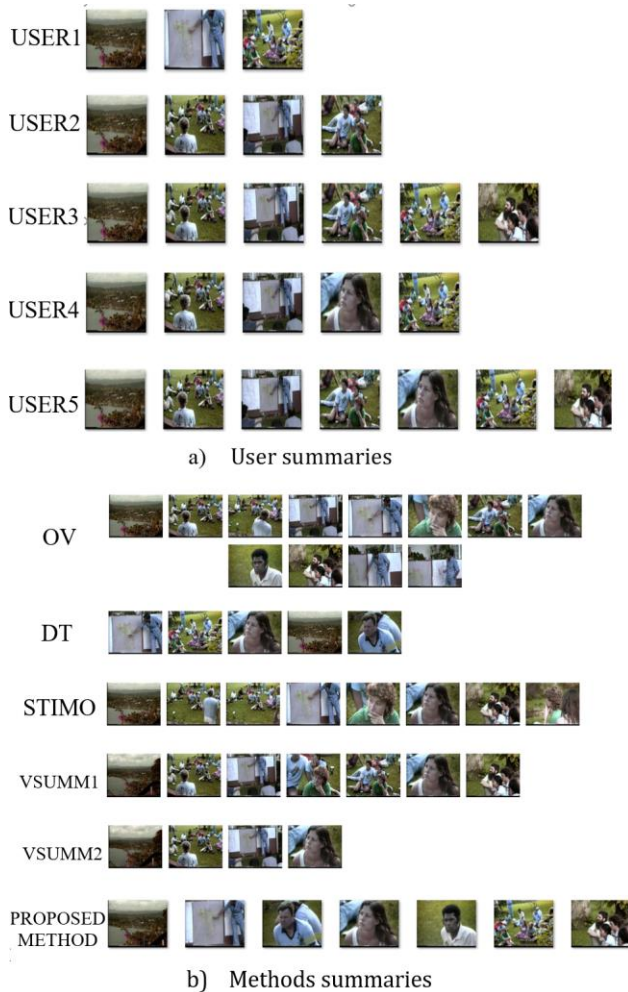 USER1
USER2
USER3
USER4
USER5
a) User summaries
OV
DT
STIMO
VSUMM1
VSUMM2
PROPOSED
METHOD
b) Methods summaries